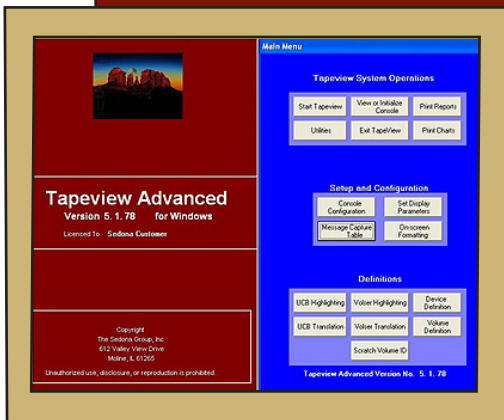 Tapeview Advanced
Version 5. 1. 78 for Windows
Licensed To Sedona Customer
Copyright
The Sedona Group, Inc
612 Valley View Drive
Moline, IL 61265
Unauthorized use, disclosure, or reproduction is prohibited.
Main Menu
Tapeview System Operations
Start Tapeview
View or Initialize
Console
Print Reports
Utilities
Exit TapeView
Print Charts
Setup and Configuration
Console
Configuration
Set Display
Parameters
Message Capture
Table
On-screen
Formatting
Definitions
UCB Highlighting
Volser Highlighting
Device
Definition
UCB Translation
Volser Translation
Volume
Definition
Scratch Volume ID
Tapeview Advanced Version No. 5. 1. 78